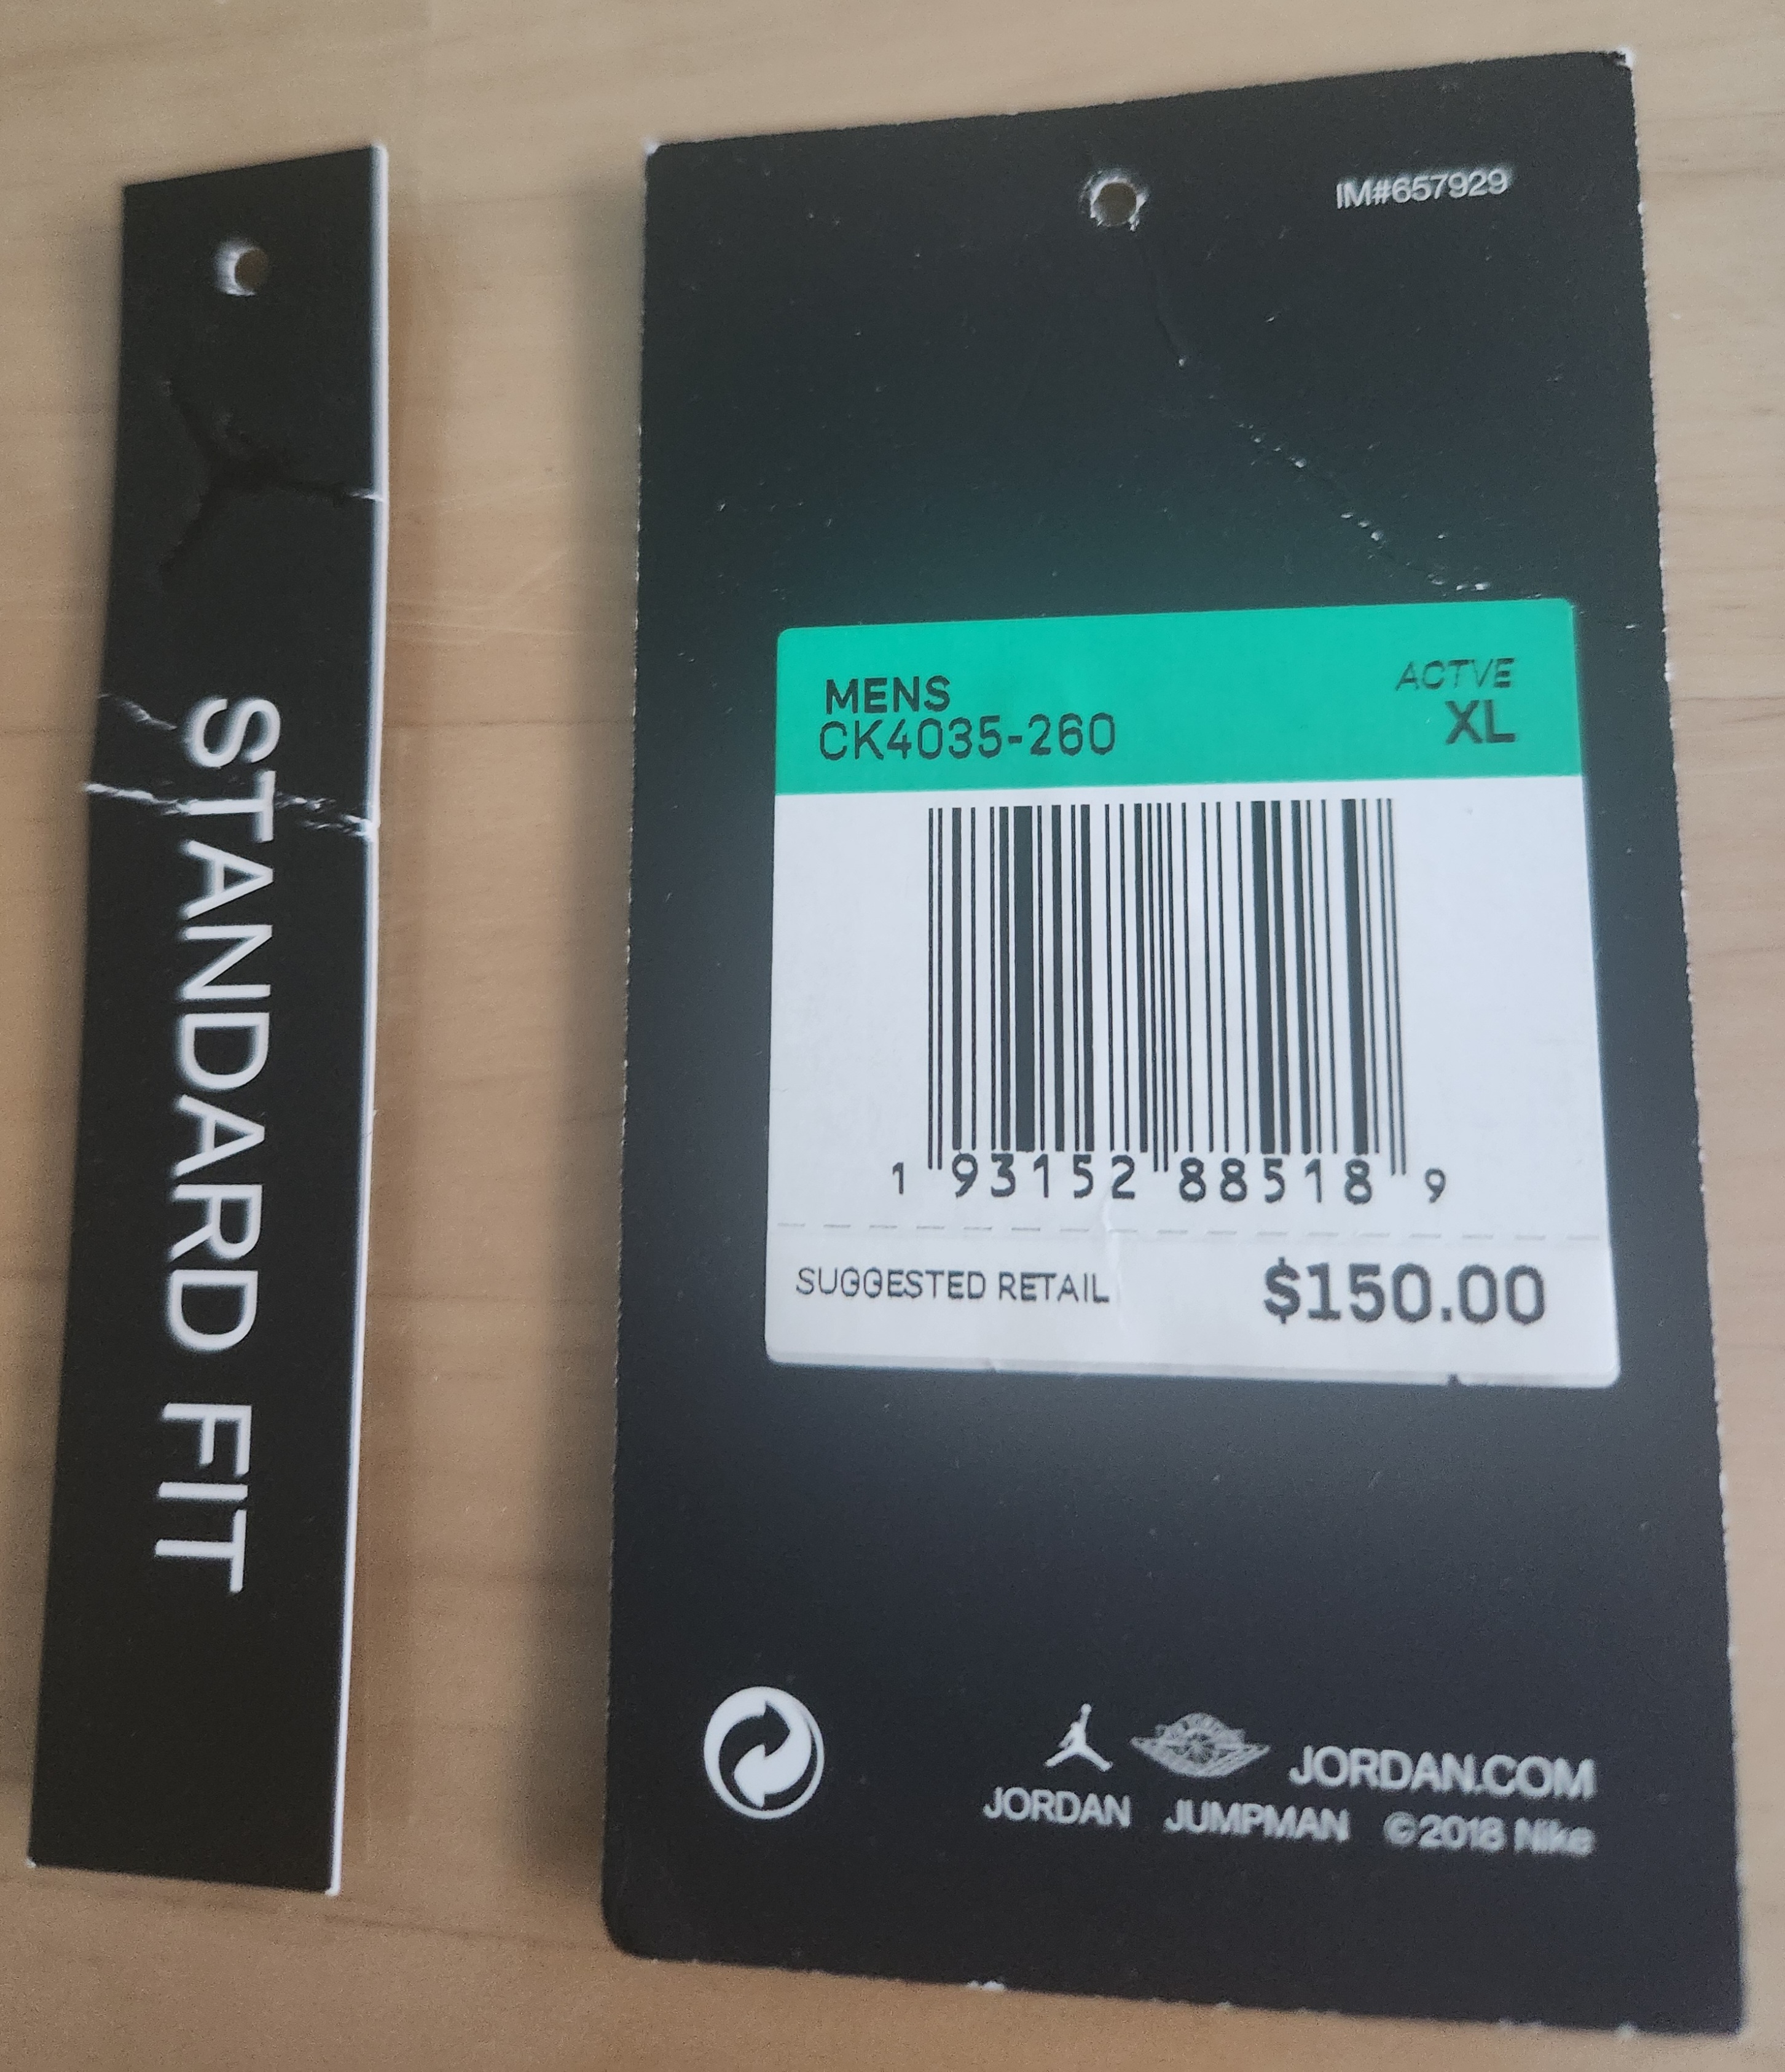 STANDARD FIT
IM#657929
MENS
CK4035-260
ACTVE
XL
1 93152 88518 9
SUGGESTED RETAIL $150.00
JORDAN.COM
JORDAN JUMPMAN ©2018 Nike